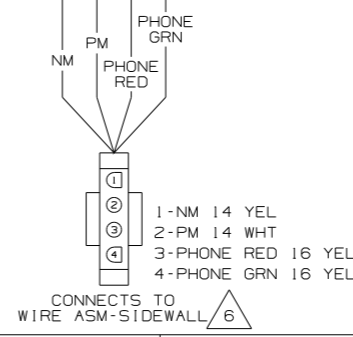 PHONE
GRN
PM
NM
PHONE
RED
1
2
3
4
1-NM 14 YEL
2-PM 14 WHT
3-PHONE RED 16 YEL
4-PHONE GRN 16 YEL
CONNECTS TO
WIRE ASM-SIDEWALL 6